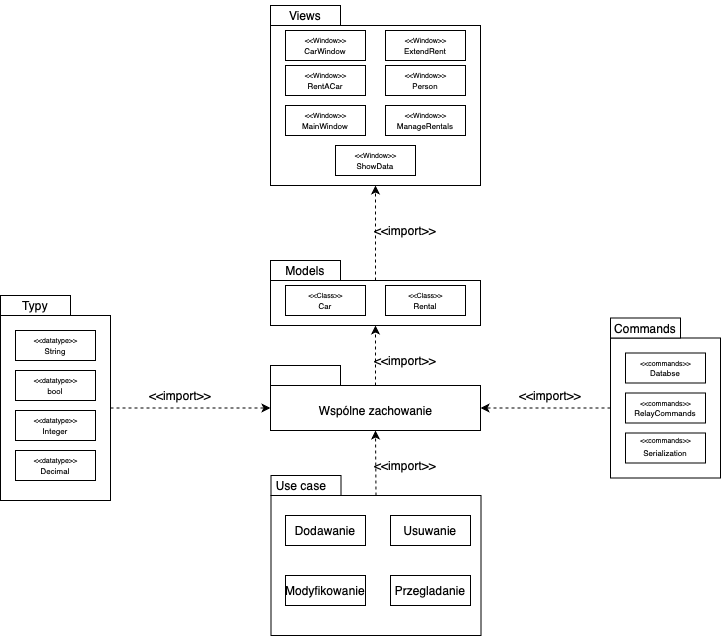 Views
<<Window>>
CarWindow
<<Window>>
ExtendRent
<<Window>>
RentACar
<<Window>>
Person
<<Window>>
MainWindow
<<Window>>
ManageRentals
<<Window>>
ShowData
<<import>>
Models
<<Class>>
Car
<<Class>>
Rental
Typy
<<datatype>>
String
<<datatype>>
bool
<<datatype>>
Integer
<<datatype>>
Decimal
<<import>>
<<import>>
Wspólne zachowanie
<<import>>
Commands
<<commands>>
Databse
<<commands>>
RelayCommands
<<commands>>
Serialization
<<import>>
Use case
Dodawanie
Usuwanie
Modyfikowanie
Przegladanie